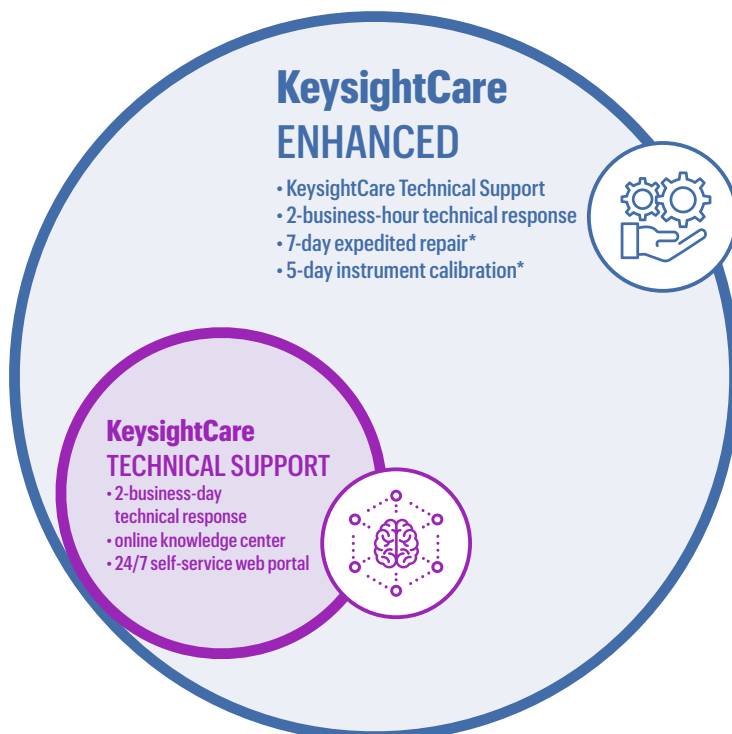 KeysightCare
ENHANCED
• KeysightCare Technical Support
• 2-business-hour technical response
• 7-day expedited repair*
• 5-day instrument calibration*
KeysightCare
TECHNICAL SUPPORT
• 2-business-day
technical response
• online knowledge center
• 24/7 self-service web portal